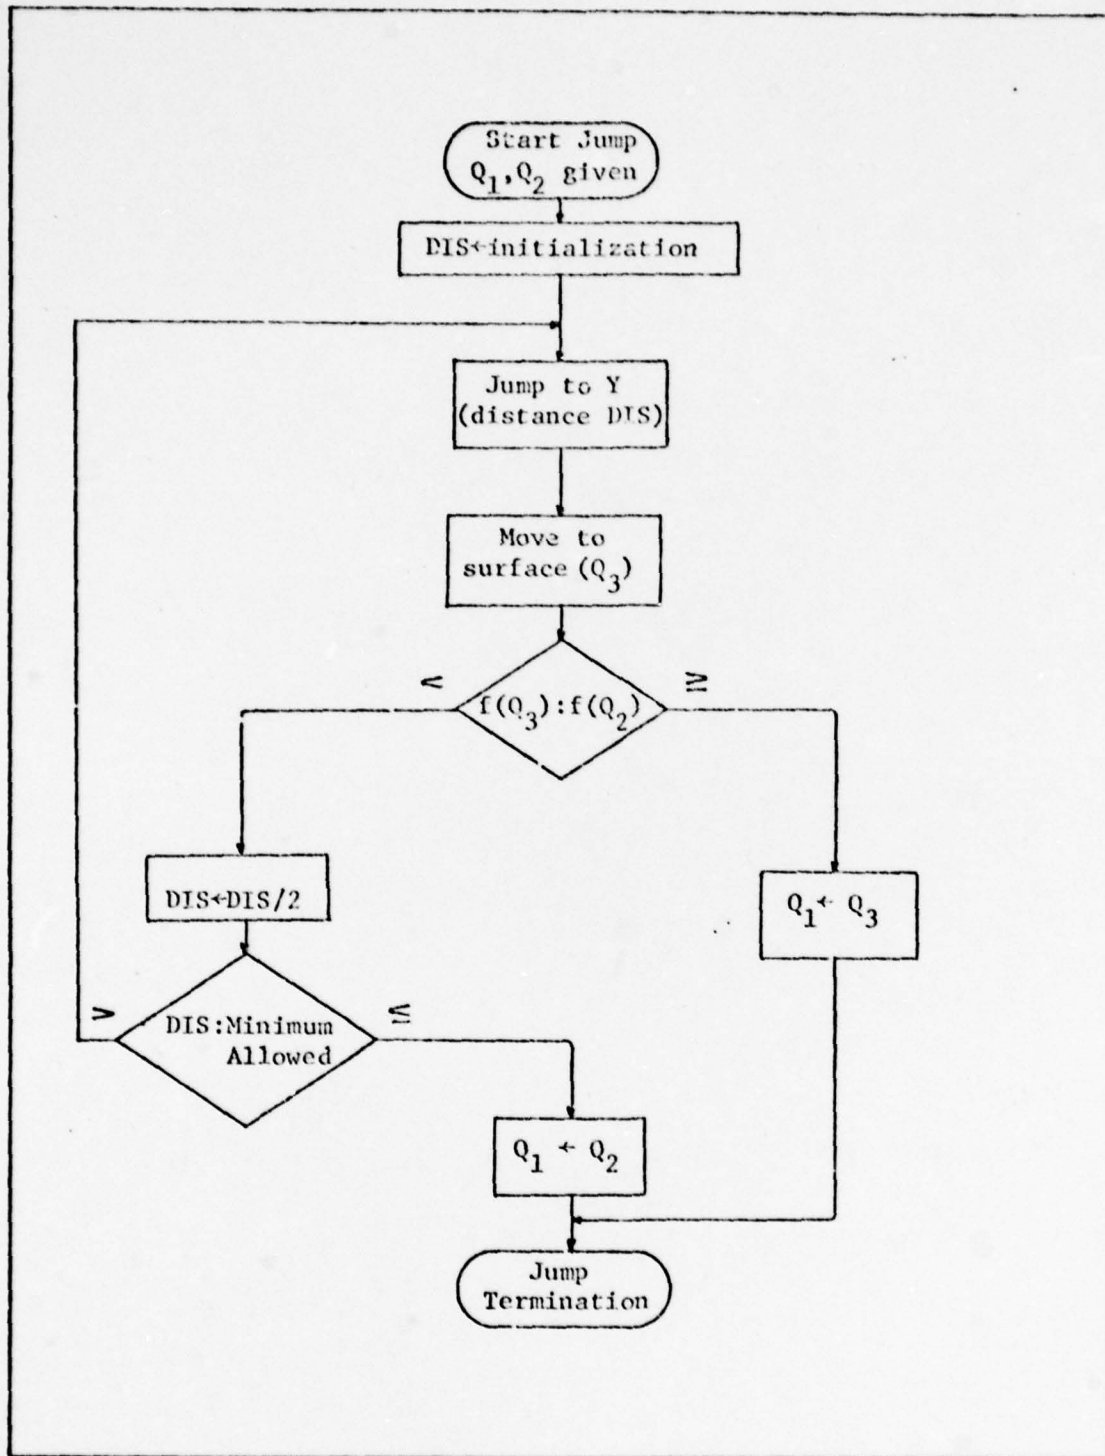 Start Jump
Q1,Q2 given
DIS←initialization
Jump to Y
(distance DIS)
Move to
surface (Q3)
<
f(Q3):f(Q2)
≥
DIS←DIS/2
Q1← Q3
>
DIS:Minimum
Allowed
≤
Q1 ← Q2
Jump
Termination